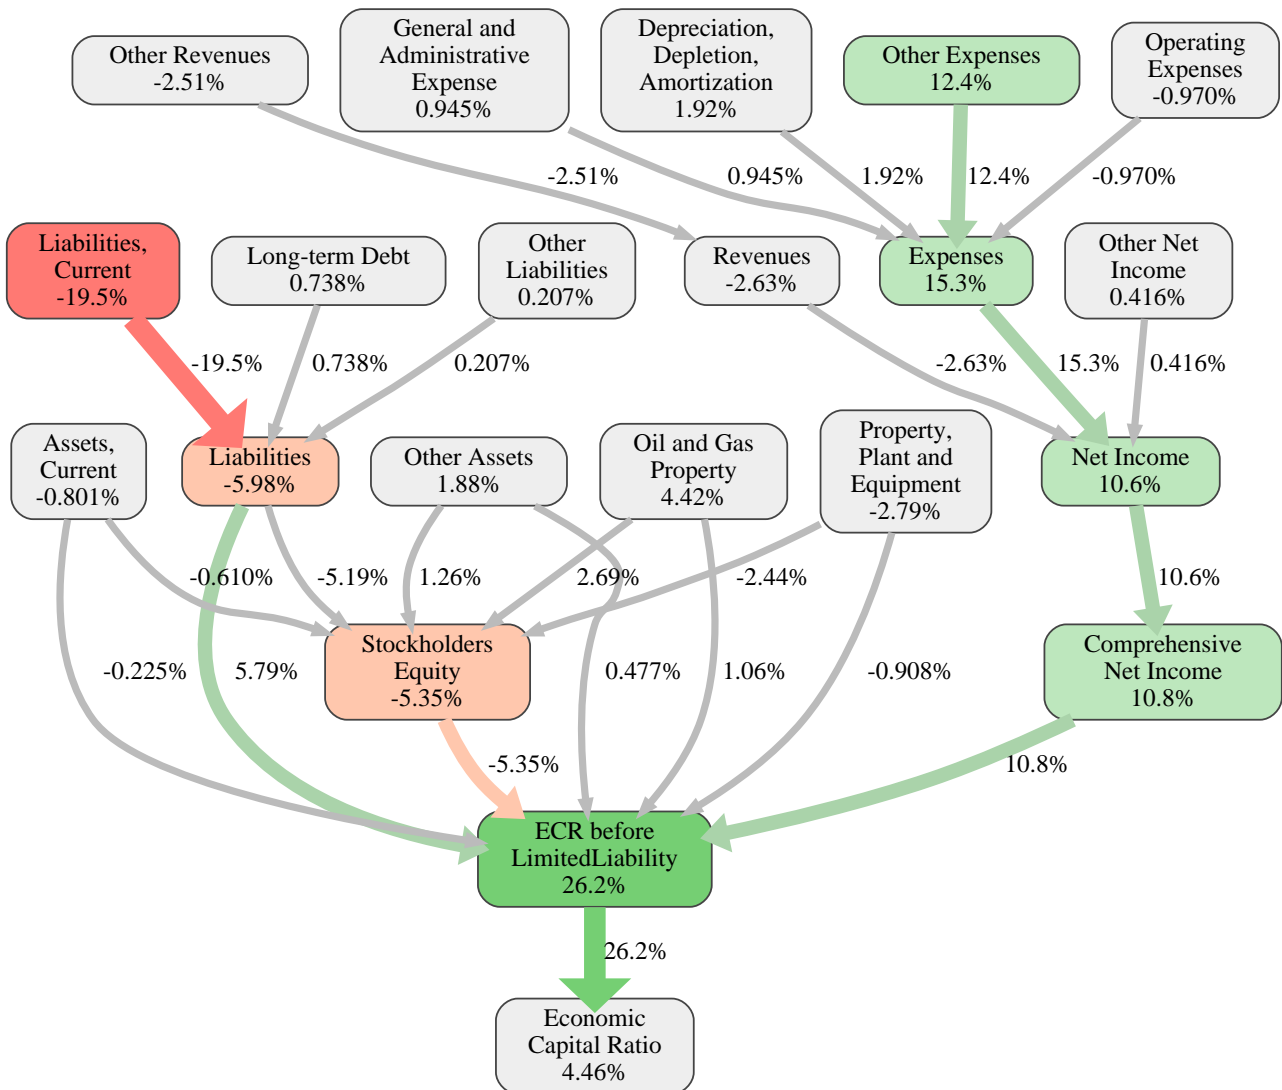 Other Revenues
-2.51%
General and
Administrative
Expense
0.945%
Depreciation,
Depletion,
Amortization
1.92%
Other Expenses
12.4%
Operating
Expenses
-0.970%
-2.51%
0.945%
1.92%
12.4%
-0.970%
Liabilities,
Current
-19.5%
Long-term Debt
0.738%
Other
Liabilities
0.207%
Revenues
-2.63%
Expenses
15.3%
Other Net
Income
0.416%
-19.5%
0.738%
0.207%
-2.63%
15.3%
0.416%
Assets,
Current
-0.801%
Liabilities
-5.98%
Other Assets
1.88%
Oil and Gas
Property
4.42%
Property,
Plant and
Equipment
-2.79%
Net Income
10.6%
-0.610%
-5.19%
1.26%
2.69%
-2.44%
10.6%
Stockholders
Equity
-5.35%
Comprehensive
Net Income
10.8%
-0.225%
5.79%
0.477%
1.06%
-0.908%
-5.35%
10.8%
ECR before
LimitedLiability
26.2%
26.2%
Economic
Capital Ratio
4.46%